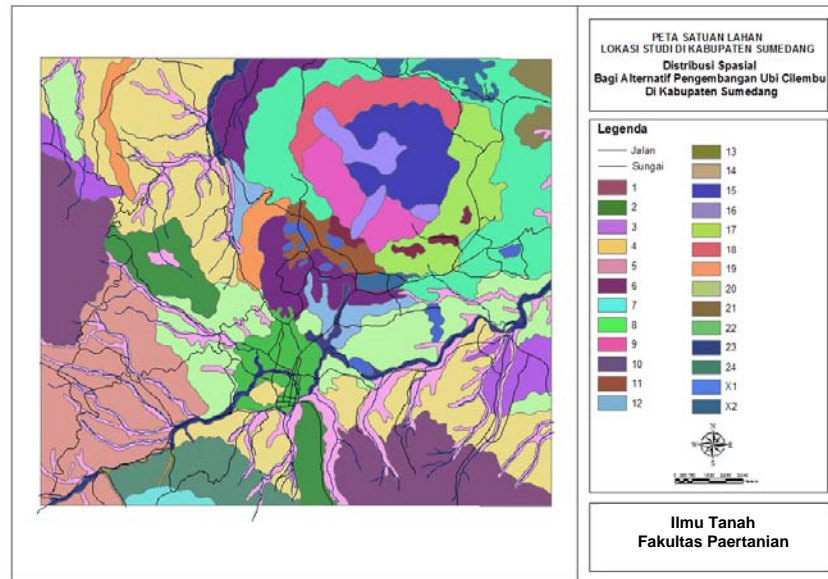 PETA SATUAN LAHAN
LOKASI STUDI DI KABUPATEN SUMEDANG
Distribusi Spasial
Bagi Alternatif Pengembangan Ubi Cilembu
Di Kabupaten Sumedang
Legenda
Jalan
Sungai
1
2
3
4
5
6
7
8
9
10
11
12
13
14
15
16
17
18
19
20
21
22
23
24
X1
X2
N
W
E
S
Ilmu Tanah
Fakultas Paertanian